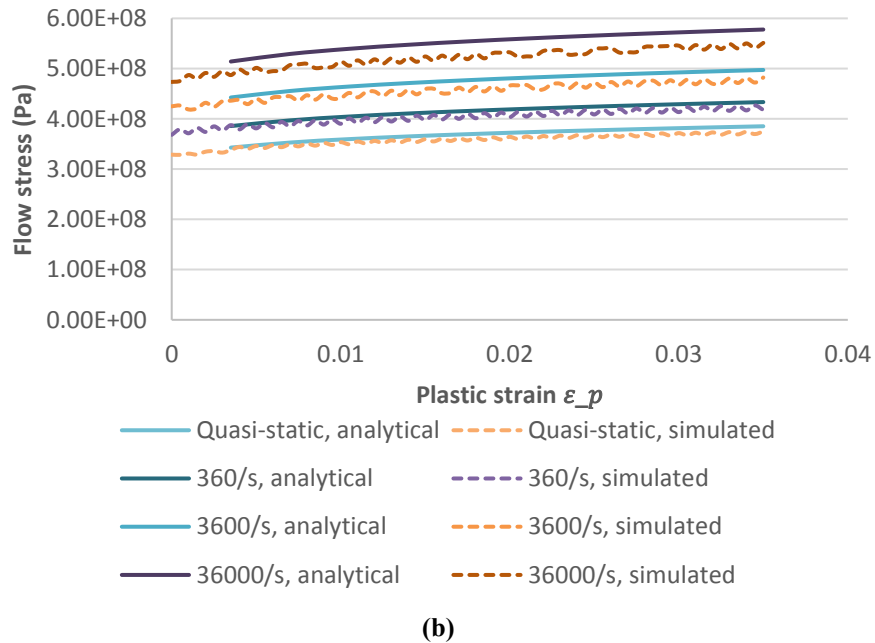 6.00E+08
5.00E+08
4.00E+08
3.00E+08
2.00E+08
1.00E+08
0.00E+00
Flow stress (Pa)
0 0.01 0.02 0.03 0.04
Plastic strain ε_p
Quasi-static, analytical Quasi-static, simulated
360/s, analytical 360/s, simulated
3600/s, analytical 3600/s, simulated
36000/s, analytical 36000/s, simulated
(b)